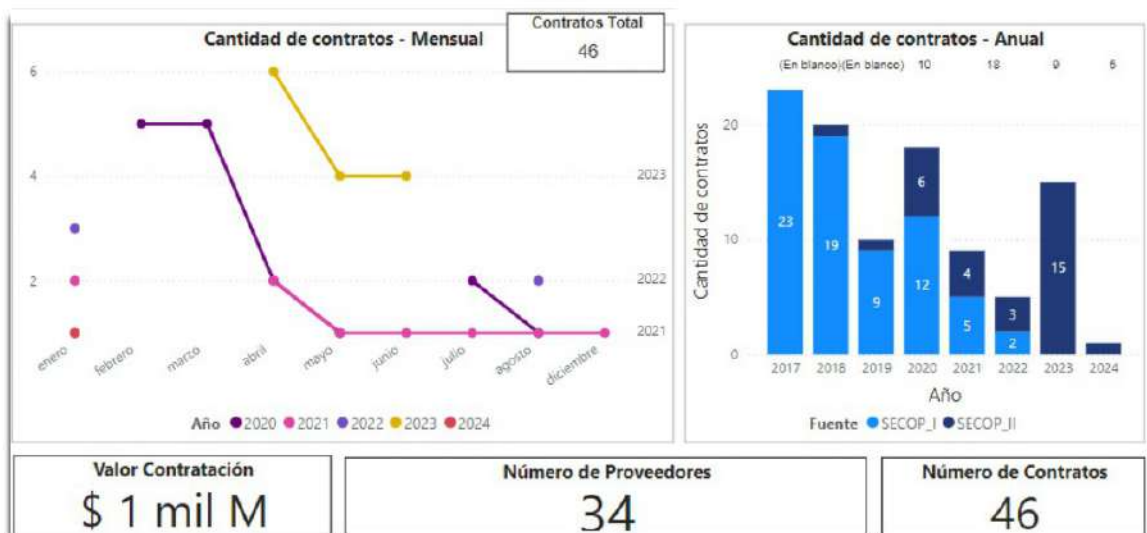 Contratos Total
46
Cantidad de contratos - Mensual
6
4
2
2023
2022
2021
enero
febrero
marzo
abril
mayo
junio
julio
agosto
diciembre
Año 2020 2021 2022 2023 2024
Cantidad de contratos - Anual
(En blanco) (En blanco) 10 18 9 5
Cantidad de contratos
20
10
0
23
19
9
6
12
4
5
3
2
15
2017 2018 2019 2020 2021 2022 2023 2024
Año
Fuente SECOP_I SECOP_II
Valor Contratación
$ 1 mil M
Número de Proveedores
34
Número de Contratos
46